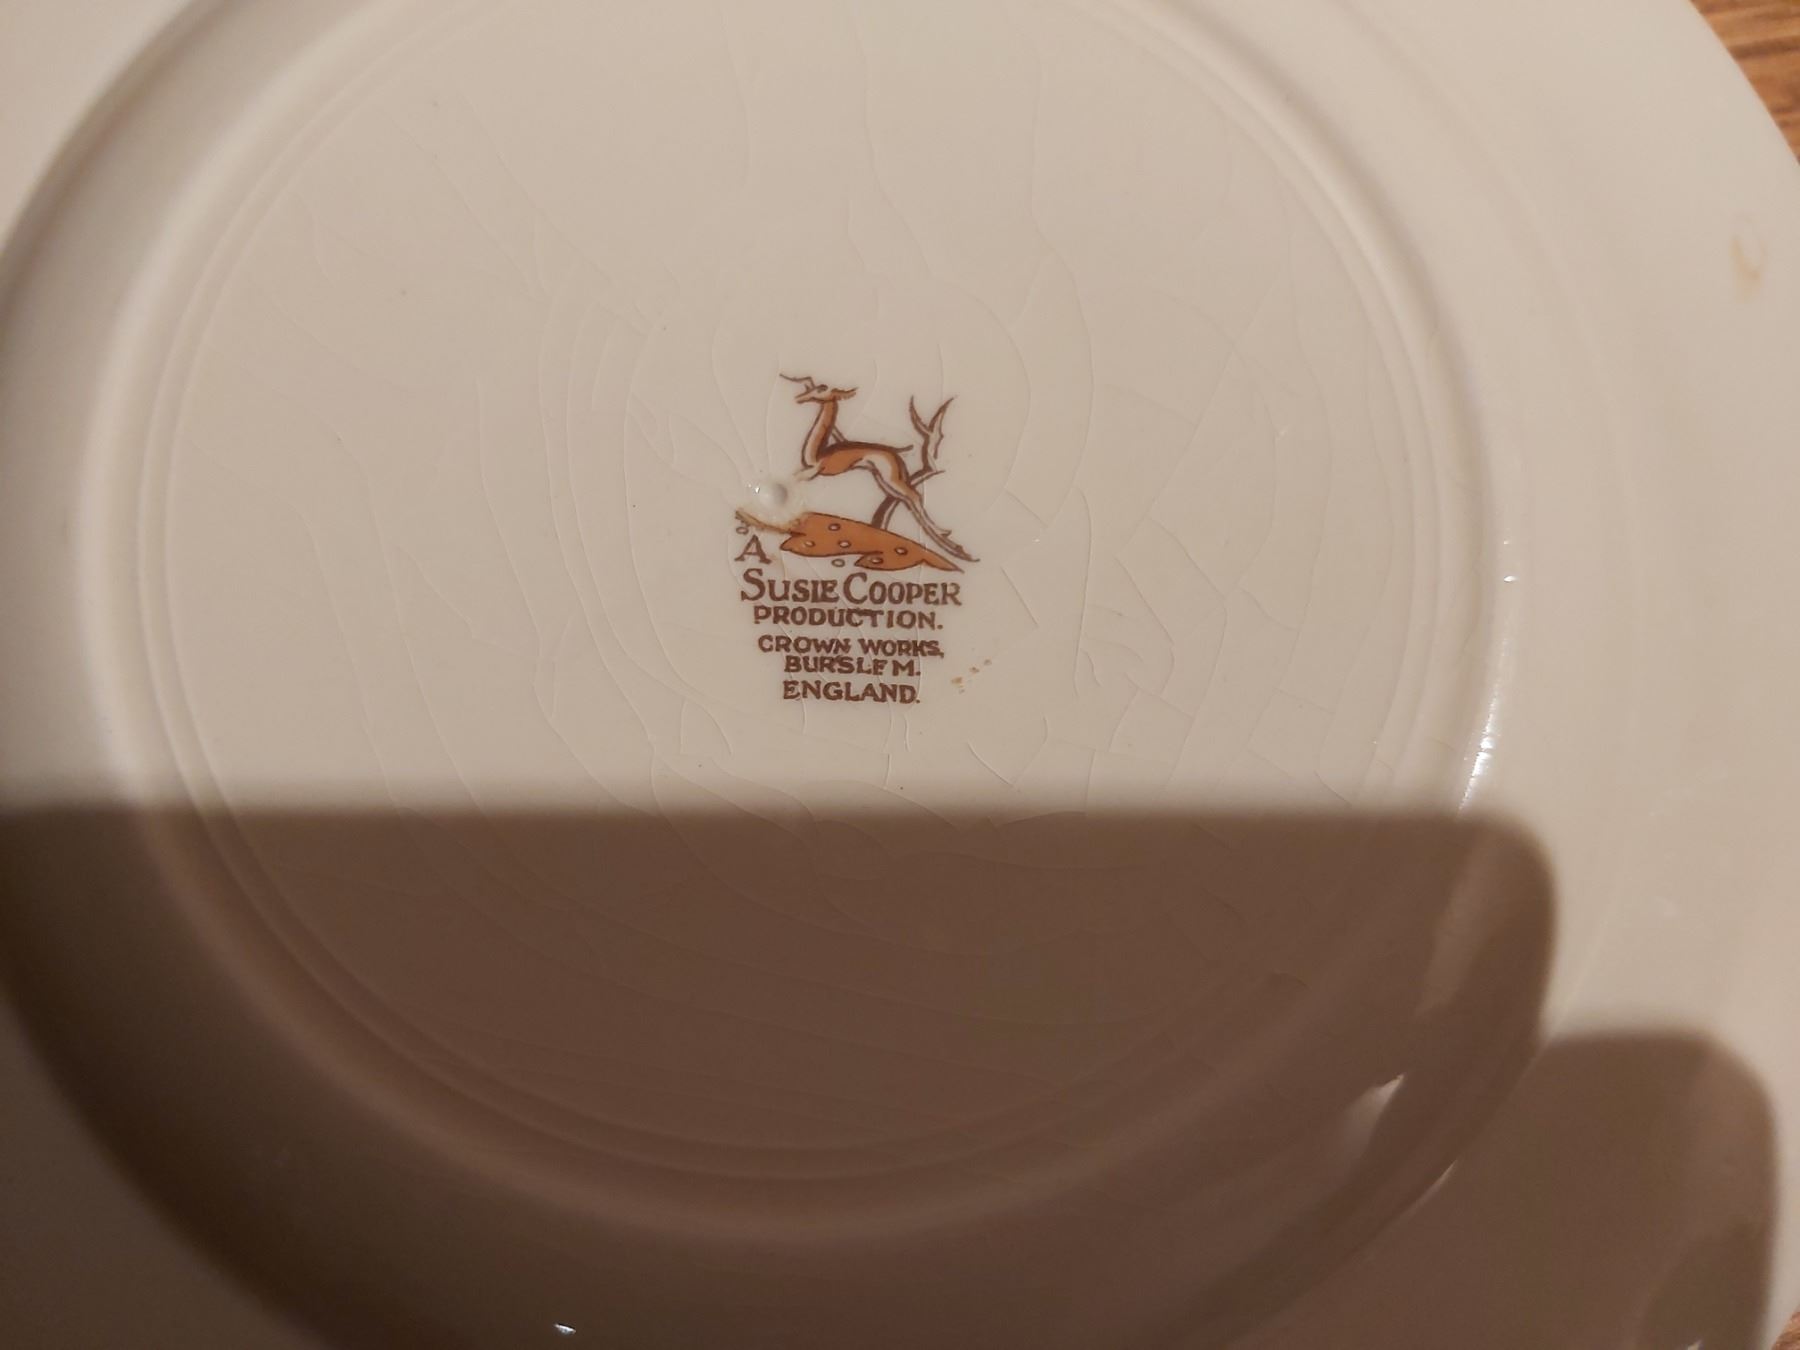 A
SUSIE COOPER
PRODUCTION.
CROWN WORKS,
BURSLEM.
ENGLAND.